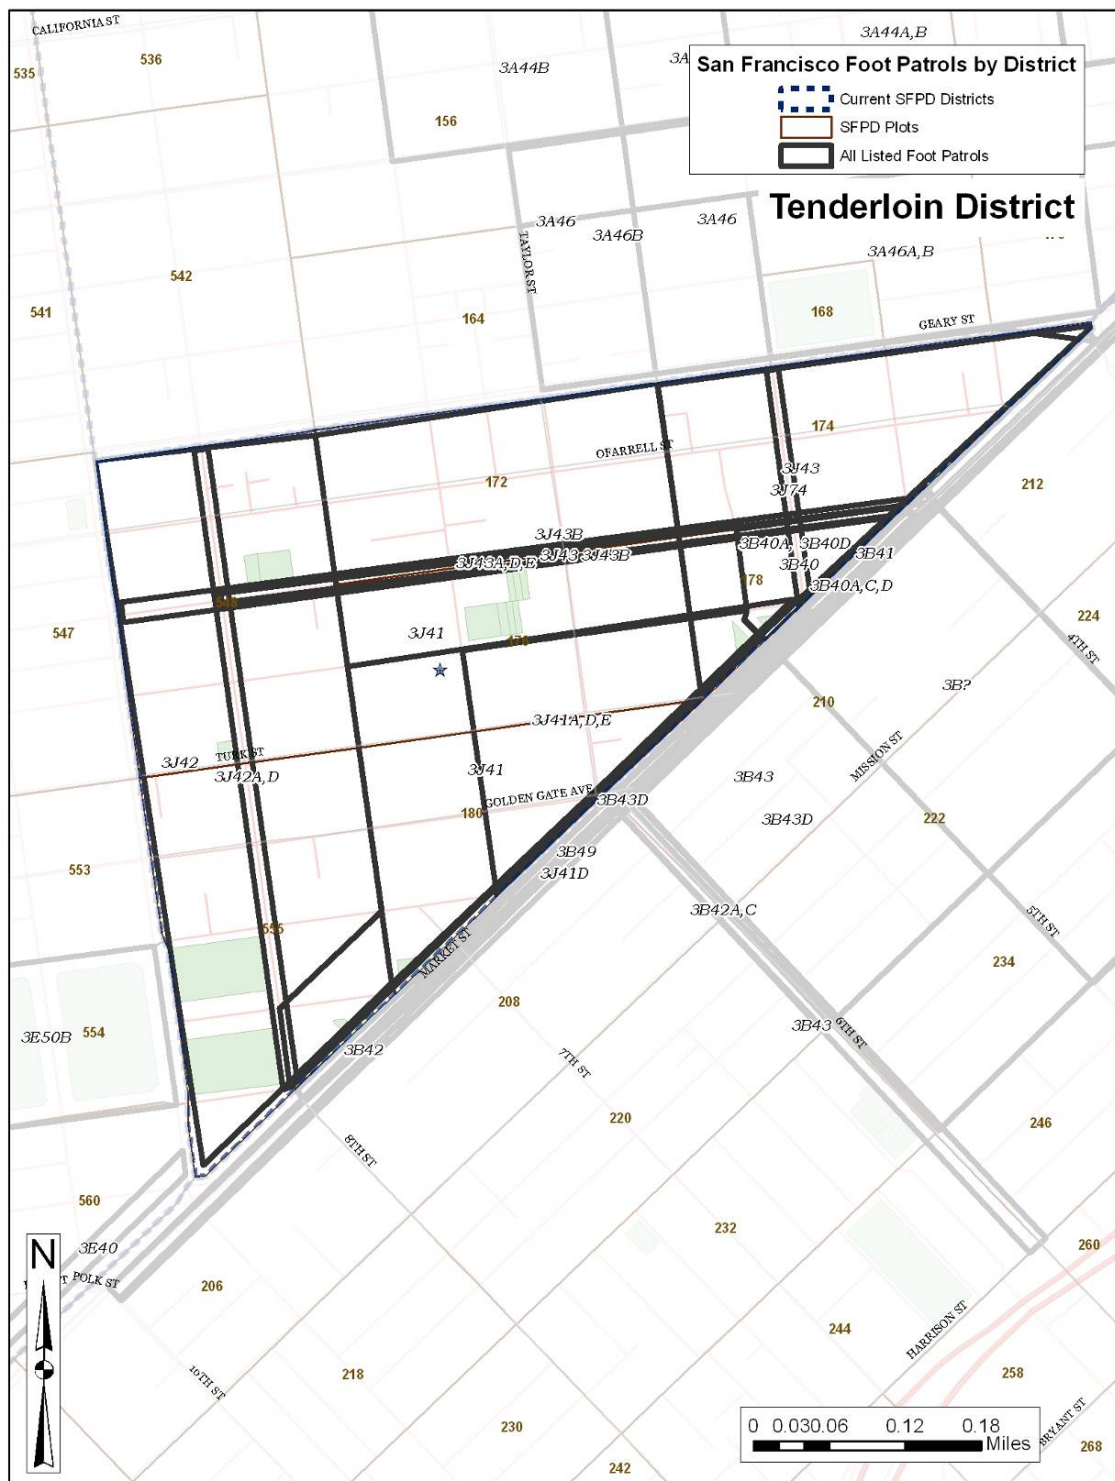 CALIFORNIA ST
535
536
3A44A,B
3A44B
3A
San Francisco Foot Patrols by District
Current SFPD Districts
SFPD Plots
All Listed Foot Patrols
156
Tenderloin District
3A46
3A46
3A46B
TAYLOR ST
3A46A,B
542
541
164
168
GEARY ST
174
OFARRELL ST
172
3J43
212
3J74
3J43B
3B40A, 3B40D
3J43A,D,E
3J43
3J43B
3B41
3B40
178
3B40A,C,D
548
547
3J41
176
224
4TH ST
3B?
210
3J41A,D,E
MISSION ST
TURK ST
3J42
3J42A,D
3J41
3B43
GOLDEN GATE AVE
3B43D
180
3B43D
222
3B49
553
3J41D
3B42A,C
5TH ST
555
MARKET ST
234
208
3E50B
554
3B43
6TH ST
3B42
7TH ST
220
246
8TH ST
560
232
260
3E40
N
POLK ST
206
HARRISON ST
244
218
10TH ST
258
230
BRYANT ST
268
242
0 0.03 0.06 0.12 0.18
Miles